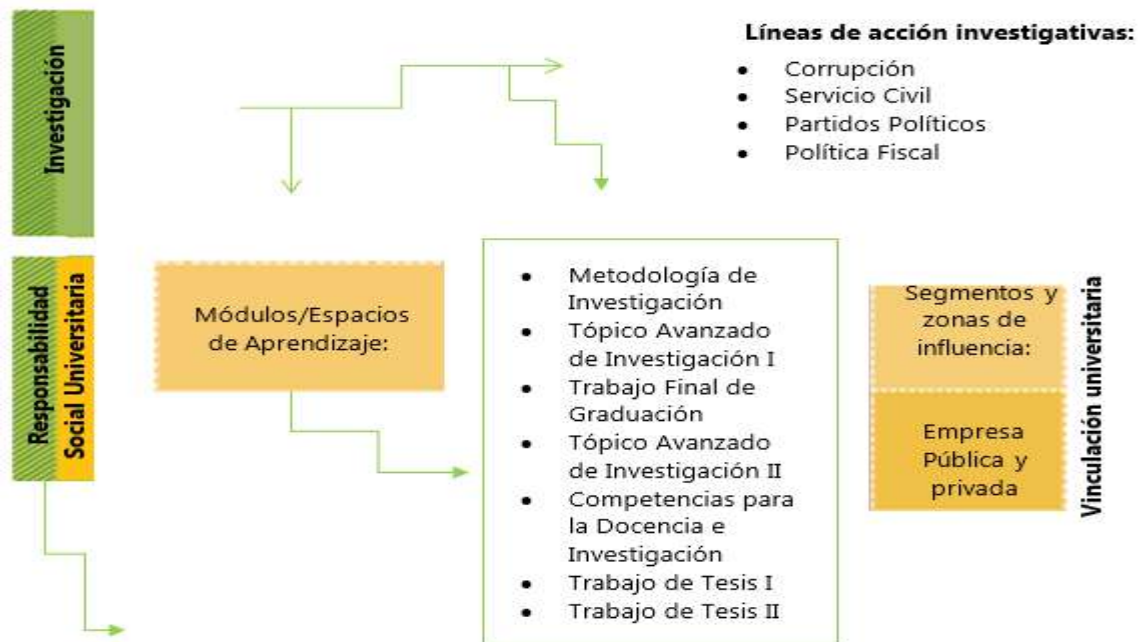 Investigación
Líneas de acción investigativas:
• Corrupción
• Servicio Civil
• Partidos Políticos
• Política Fiscal
Responsabilidad
Social Universitaria
Módulos/Espacios
de Aprendizaje:
• Metodología de
Investigación
• Tópico Avanzado
de Investigación I
• Trabajo Final de
Graduación
• Tópico Avanzado
de Investigación II
• Competencias para
la Docencia e
Investigación
• Trabajo de Tesis I
• Trabajo de Tesis II
Segmentos y
zonas de
influencia:
Empresa
Pública y
privada
Vinculación universitaria